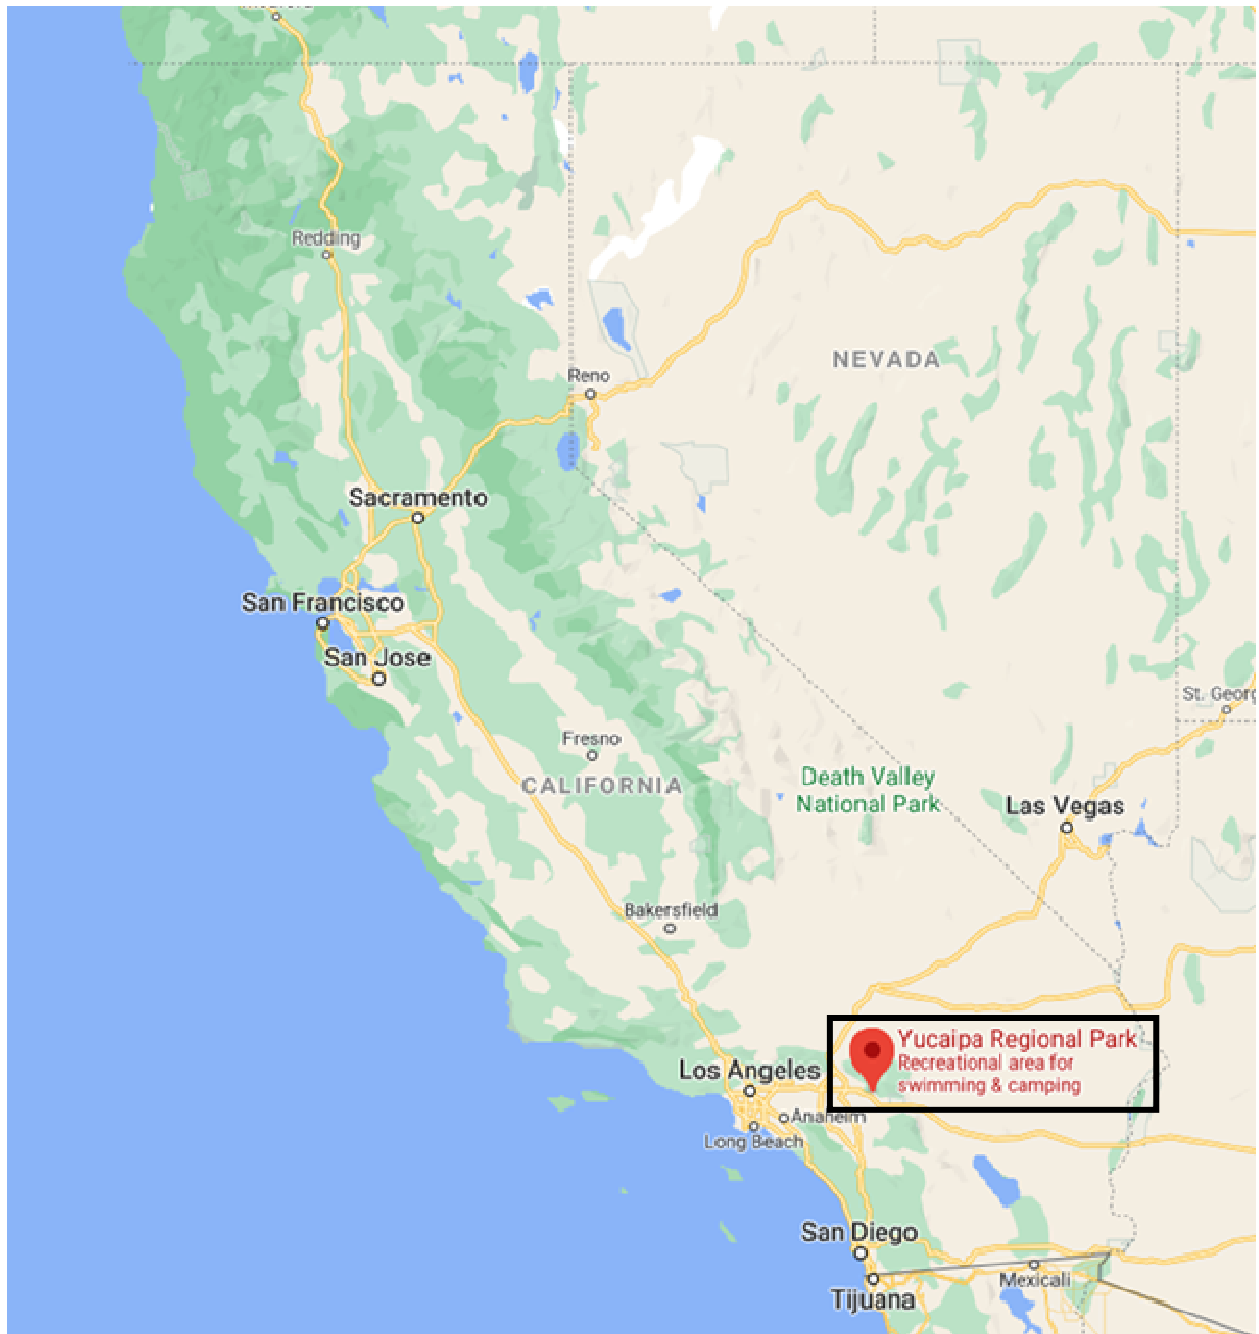 Redding
NEVADA
Reno
Sacramento
San Francisco
San Jose
St. Georg
Fresno
CALIFORNIA
Death Valley
National Park
Las Vegas
Bakersfield
Yucaipa Regional Park
Recreational area for
swimming & camping
Los Angeles
Anaheim
Long Beach
San Diego
Mexicali
Tijuana